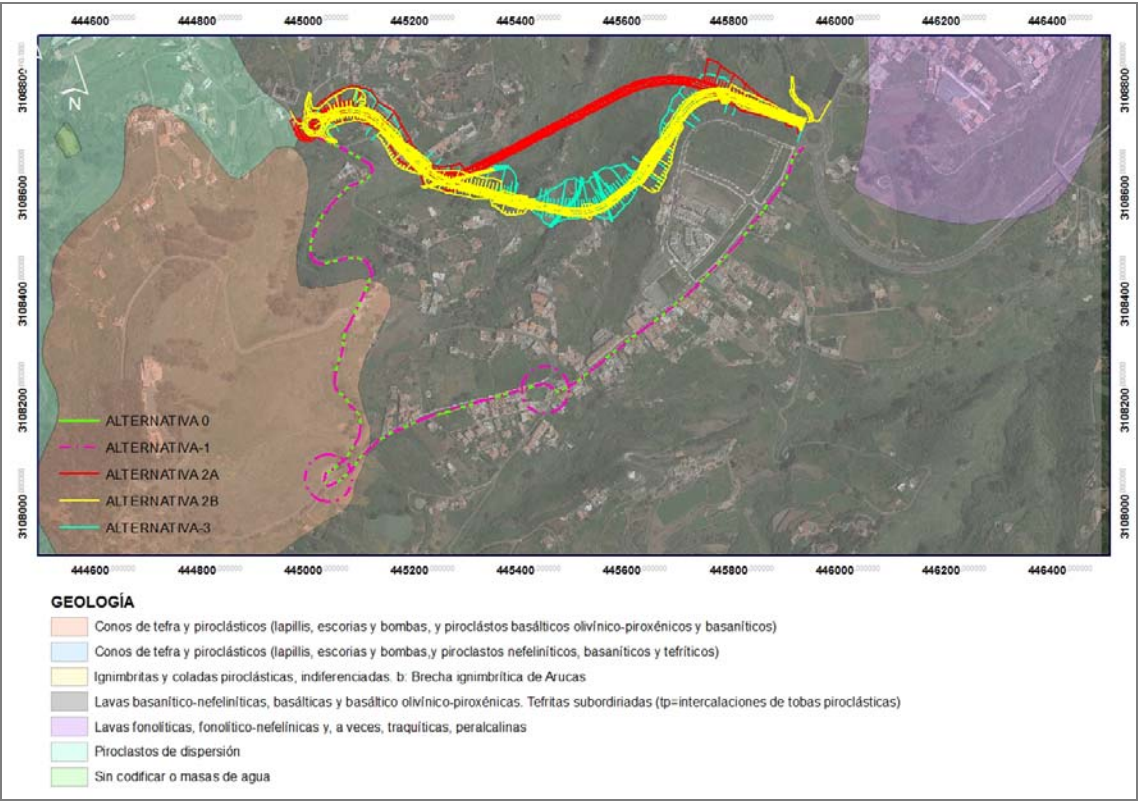 444600 444800 445000 445200 445400 445600 445800 446000 446200 446400
3108800
3108600
3108400
3108200
3108000
3108800
3108600
3108400
3108200
3108000
N
ALTERNATIVA 0
ALTERNATIVA-1
ALTERNATIVA 2A
ALTERNATIVA 2B
ALTERNATIVA-3
444600 444800 445000 445200 445400 445600 445800 446000 446200 446400
GEOLOGÍA
Conos de tefra y piroclásticos (lapillis, escorias y bombas, y piroclástos basálticos olivínico-piroxénicos y basaníticos)
Conos de tefra y piroclásticos (lapillis, escorias y bombas,y piroclastos nefeliníticos, basaníticos y tefríticos)
Ignimbritas y coladas piroclásticas, indiferenciadas. b: Brecha ignimbrítica de Arucas
Lavas basanítico-nefeliníticas, basálticas y basáltico olivínico-piroxénicas. Tefritas subordiriadas (tp=intercalaciones de tobas piroclásticas)
Lavas fonolíticas, fonolítico-nefelínicas y, a veces, traquíticas, peralcalinas
Piroclastos de dispersión
Sin codificar o masas de agua